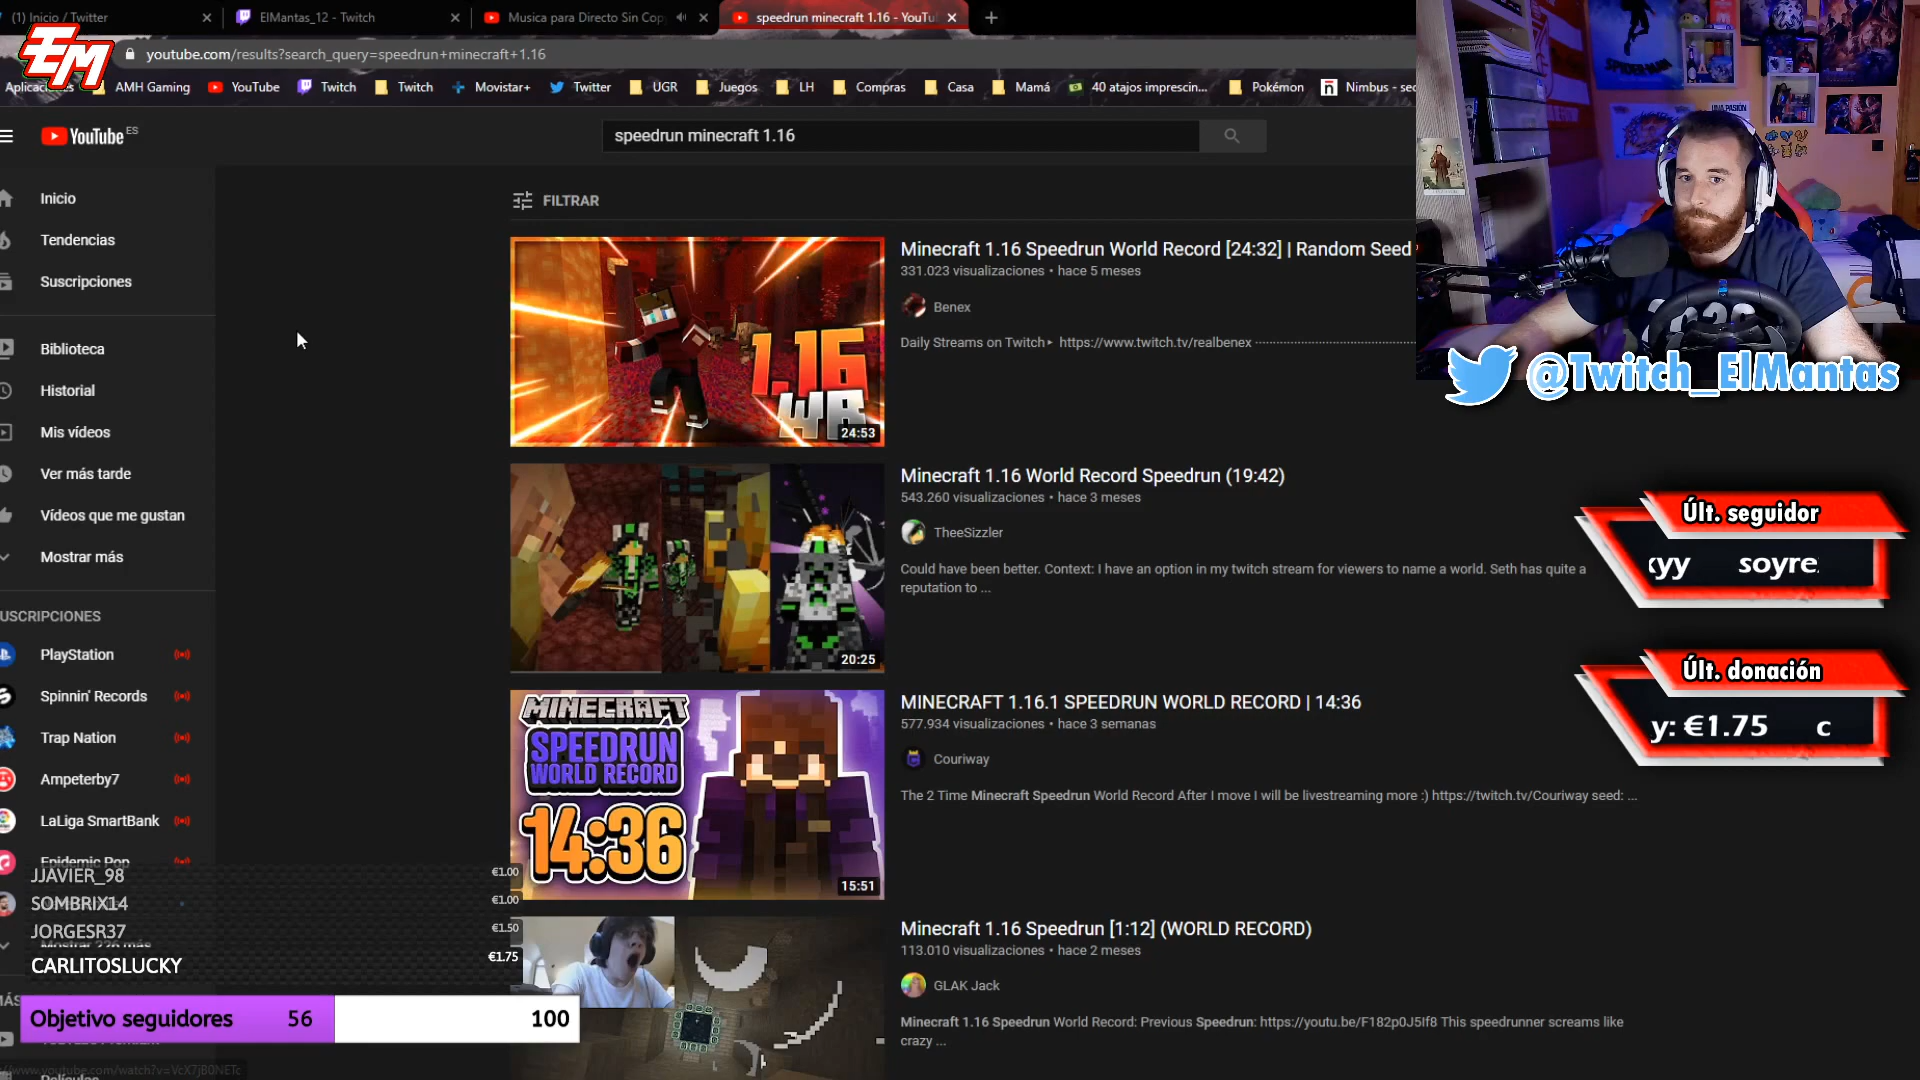 (1) Inicio / Twitter
ElMantas_12 - Twitch
Musica para Directo Sin Cop
speedrun minecraft 1.16 - YouTu
EM
youtube.com/results?search_query=speedrun+minecraft+1.16
AMH Gaming
YouTube
Twitch
Twitch
Movistar+
Twitter
UGR
Juegos
LH
Compras
Casa
Mamá
40 atajos imprescin...
Pokémon
Nimbus - sec
YouTube ES
speedrun minecraft 1.16
Inicio
Tendencias
Suscripciones
Biblioteca
Historial
Mis vídeos
Ver más tarde
Vídeos que me gustan
Mostrar más
USCRIPCIONES
PlayStation
Spinnin' Records
Trap Nation
Ampeterby7
LaLiga SmartBank
Epidemic Pop
Mostrar 226 más
FILTRAR
1.16
WR
24:53
Minecraft 1.16 Speedrun World Record [24:32] | Random Seed
331.023 visualizaciones • hace 5 meses
Benex
Daily Streams on Twitch▸ https://www.twitch.tv/realbenex
20:25
Minecraft 1.16 World Record Speedrun (19:42)
543.260 visualizaciones • hace 3 meses
TheeSizzler
Could have been better. Context: I have an option in my twitch stream for viewers to name a world. Seth has quite a
reputation to ...
MINECRAFT
SPEEDRUN
WORLD RECORD
14:36
15:51
MINECRAFT 1.16.1 SPEEDRUN WORLD RECORD | 14:36
577.934 visualizaciones • hace 3 semanas
Couriway
The 2 Time Minecraft Speedrun World Record After I move I will be livestreaming more :) https://twitch.tv/Couriway seed: ...
Minecraft 1.16 Speedrun [1:12] (WORLD RECORD)
113.010 visualizaciones • hace 2 meses
GLAK Jack
Minecraft 1.16 Speedrun World Record: Previous Speedrun: https://youtu.be/F182p0J5If8 This speedrunner screams like
crazy ...
@Twitch_ElMantas
Últ. seguidor
xyy soyre
Últ. donación
y: €1.75 c
JJAVIER_98 €1.00
SOMBRIX14 €1.00
JORGESR37 €1.50
CARLITOSLUCKY €1.75
Objetivo seguidores 56 100